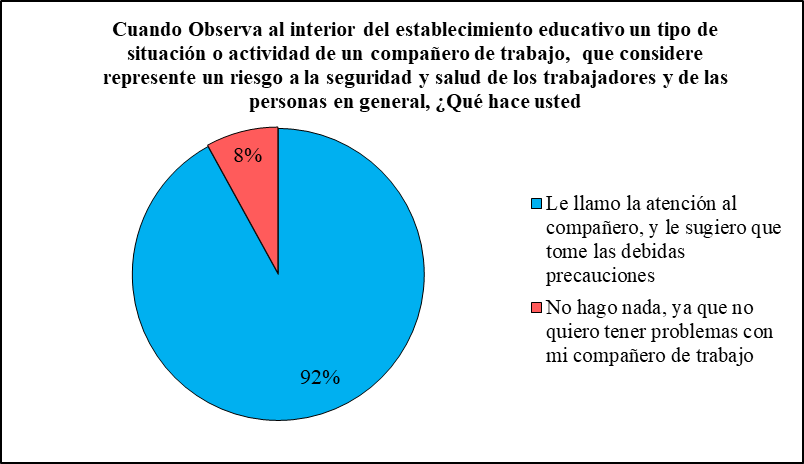 Cuando Observa al interior del establecimiento educativo un tipo de
situación o actividad de un compañero de trabajo, que considere
represente un riesgo a la seguridad y salud de los trabajadores y de las
personas en general, ¿Qué hace usted
8%
92%
Le llamo la atención al
compañero, y le sugiero que
tome las debidas
precauciones
No hago nada, ya que no
quiero tener problemas con
mi compañero de trabajo